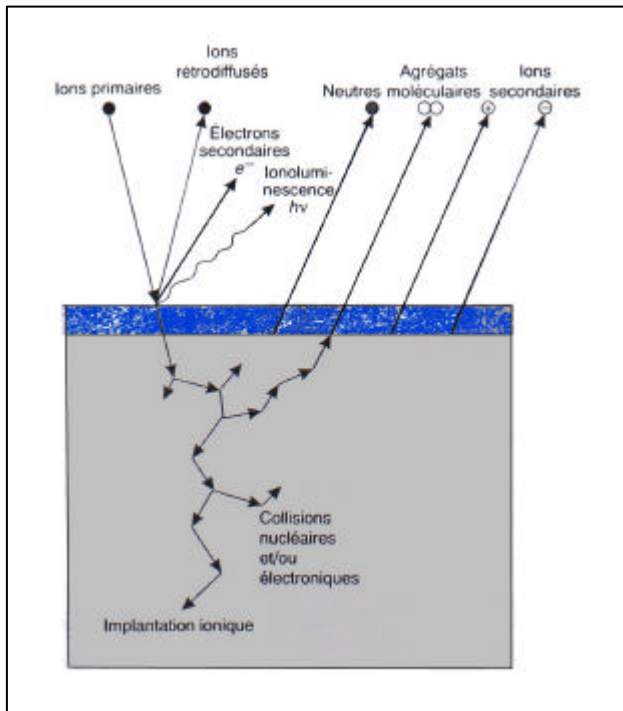 Ions primaires
Ions
rétrodiffusés
Électrons
secondaires
e⁻
Ionolumi-
nescence
hν
Neutres
Agrégats
moléculaires
Ions
secondaires
+
−
Collisions
nucléaires
et/ou
électroniques
Implantation ionique